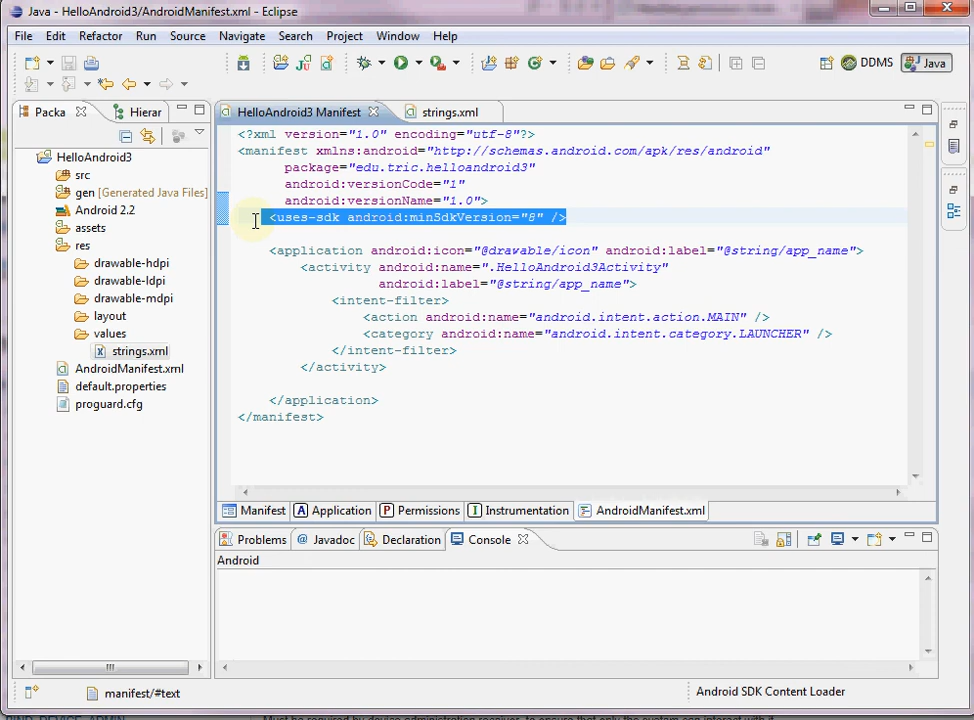 Java - HelloAndroid3/AndroidManifest.xml - Eclipse
File Edit Refactor Run Source Navigate Search Project Window Help
DDMS Java
Packa Hierar
HelloAndroid3
src
gen [Generated Java Files]
Android 2.2
assets
res
drawable-hdpi
drawable-ldpi
drawable-mdpi
layout
values
strings.xml
AndroidManifest.xml
default.properties
proguard.cfg
HelloAndroid3 Manifest strings.xml
<?xml version="1.0" encoding="utf-8"?>
<manifest xmlns:android="http://schemas.android.com/apk/res/android"
package="edu.tric.helloandroid3"
android:versionCode="1"
android:versionName="1.0">
<uses-sdk android:minSdkVersion="8" />
<application android:icon="@drawable/icon" android:label="@string/app_name">
<activity android:name=".HelloAndroid3Activity"
android:label="@string/app_name">
<intent-filter>
<action android:name="android.intent.action.MAIN" />
<category android:name="android.intent.category.LAUNCHER" />
</intent-filter>
</activity>
</application>
</manifest>
Manifest A Application P Permissions I Instrumentation AndroidManifest.xml
Problems @ Javadoc Declaration Console
Android
manifest/#text
Android SDK Content Loader